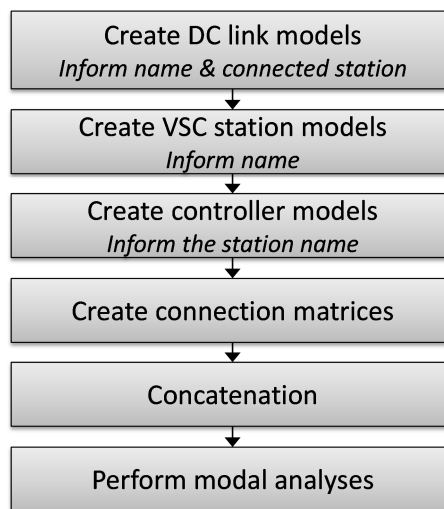 Create DC link models
Inform name & connected station
Create VSC station models
Inform name
Create controller models
Inform the station name
Create connection matrices
Concatenation
Perform modal analyses